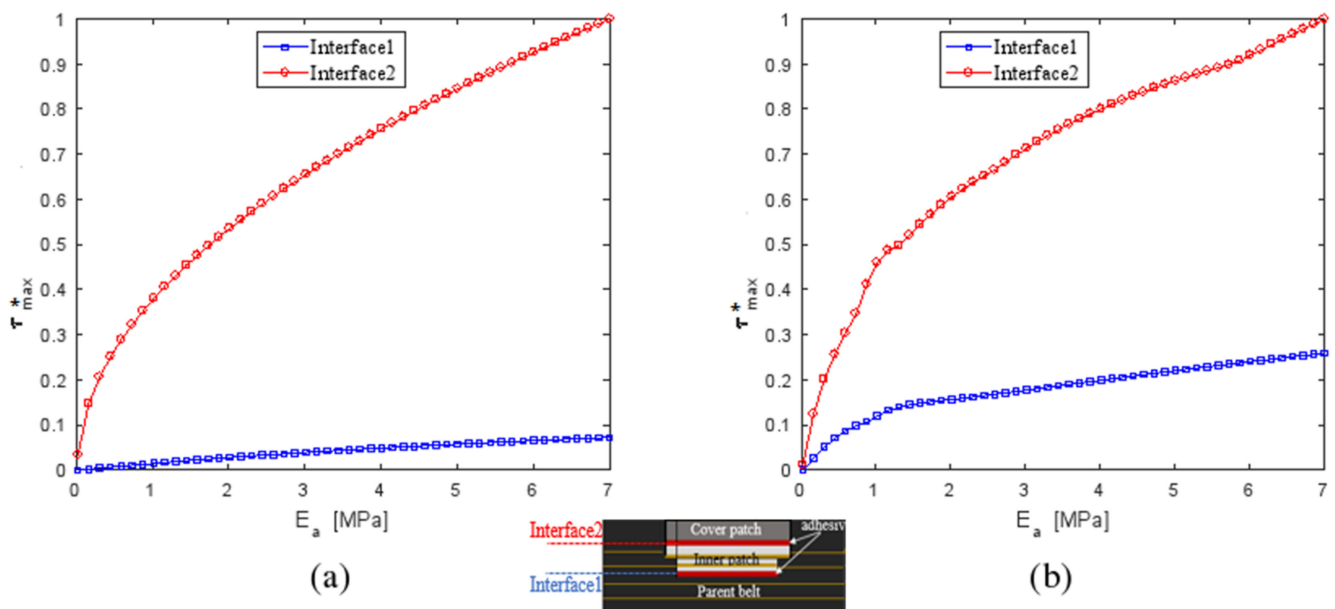 Interface1
Interface2
1
0.9
0.8
0.7
0.6
0.5
0.4
0.3
0.2
0.1
0
τ*max
0 1 2 3 4 5 6 7
E_a [MPa]
(a)
Interface1
Interface2
1
0.9
0.8
0.7
0.6
0.5
0.4
0.3
0.2
0.1
0
τ*max
0 1 2 3 4 5 6 7
E_a [MPa]
(b)
Interface2
Interface1
Cover patch
adhesiv
Inner patch
Parent belt